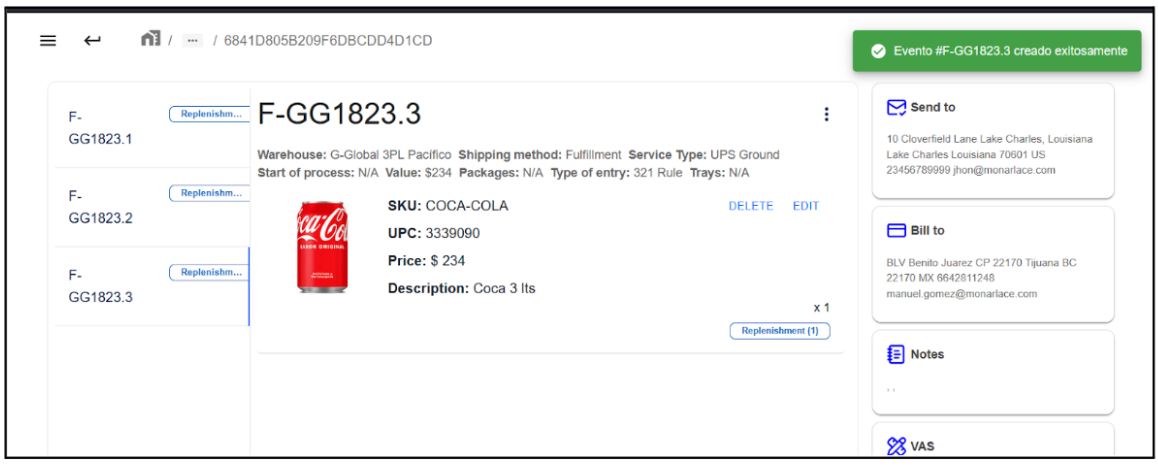 / ... / 6841D805B209F6DBCDD4D1CD
Evento #F-GG1823.3 creado exitosamente
F-
GG1823.1
Replenishm...
F-
GG1823.2
Replenishm...
F-
GG1823.3
Replenishm...
F-GG1823.3
Warehouse: G-Global 3PL Pacífico Shipping method: Fulfillment Service Type: UPS Ground
Start of process: N/A Value: $234 Packages: N/A Type of entry: 321 Rule Trays: N/A
Coca-Cola
SABOR ORIGINAL
SKU: COCA-COLA
DELETE EDIT
UPC: 3339090
Price: $ 234
Description: Coca 3 lts
x 1
Replenishment (1)
Send to
10 Cloverfield Lane Lake Charles, Louisiana
Lake Charles Louisiana 70601 US
23456789999 jhon@monarlace.com
Bill to
BLV Benito Juarez CP 22170 Tijuana BC
22170 MX 6642811248
manuel.gomez@monarlace.com
Notes
, ,
VAS